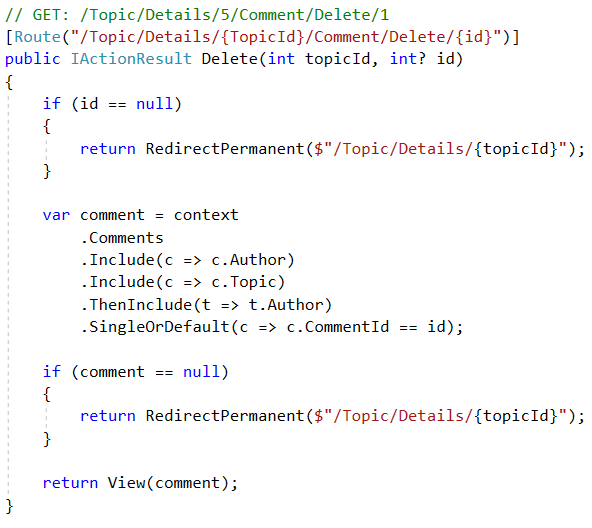 // GET: /Topic/Details/5/Comment/Delete/1
[Route("/Topic/Details/{TopicId}/Comment/Delete/{id}")]
public IActionResult Delete(int topicId, int? id)
{
    if (id == null)
    {
        return RedirectPermanent($"/Topic/Details/{topicId}");
    }

    var comment = context
        .Comments
        .Include(c => c.Author)
        .Include(c => c.Topic)
        .ThenInclude(t => t.Author)
        .SingleOrDefault(c => c.CommentId == id);

    if (comment == null)
    {
        return RedirectPermanent($"/Topic/Details/{topicId}");
    }

    return View(comment);
}